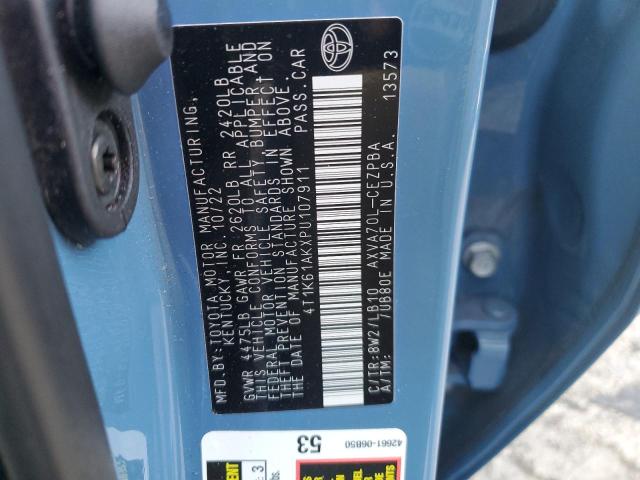 MFD.BY:TOYOTA MOTOR MANUFACTURING,
KENTUCKY, INC. 10/22
GVWR 4475LB GAWR FR 2620LB RR 2420LB
THIS VEHICLE CONFORMS TO ALL APPLICABLE
FEDERAL MOTOR VEHICLE SAFETY, BUMPER, AND
THEFT PREVENTION STANDARDS IN EFFECT ON
THE DATE OF MANUFACTURE SHOWN ABOVE.
4T1K61AKXPU107911 PASS.CAR
C/TR:8W2/LB10 AXVA70L-CEZPBA
A/TM: 7UB80E MADE IN U.S.A. 13573
53
42661-06B50